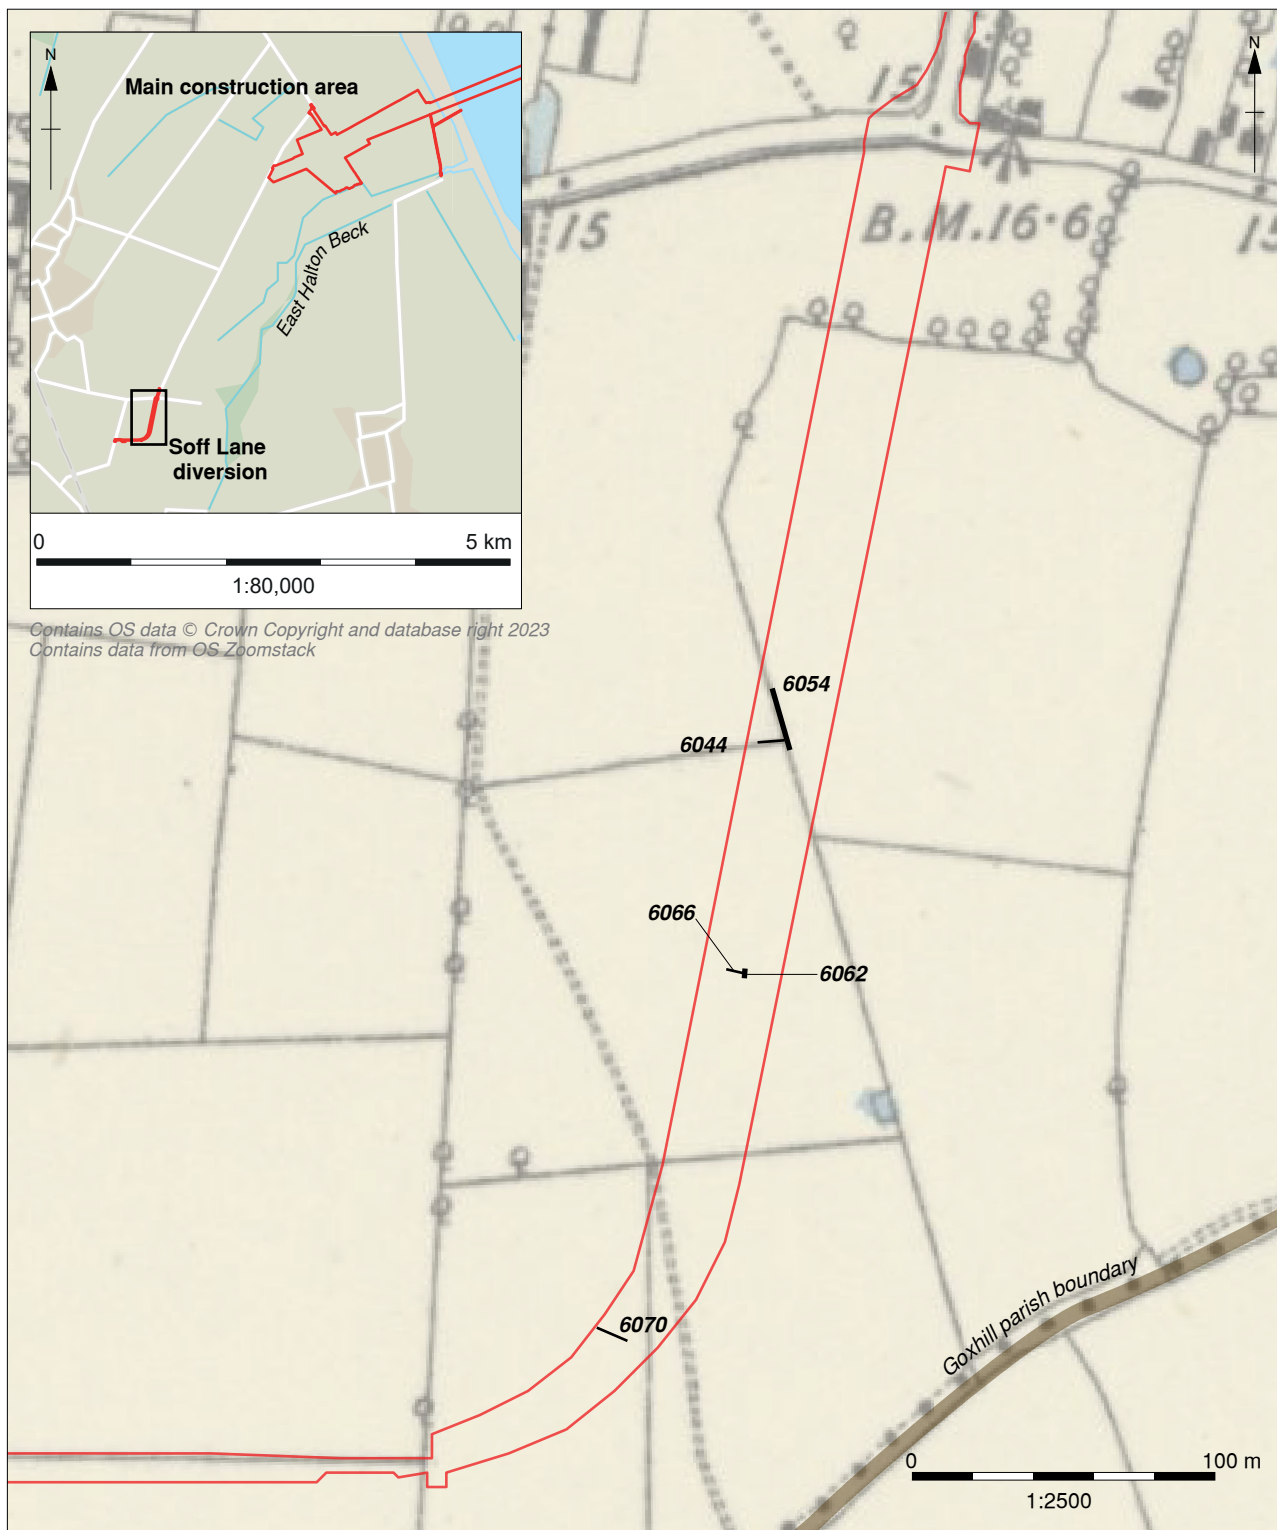 N
Main construction area
East Halton Beck
Soff Lane
diversion
0 5 km
1:80,000
Contains OS data © Crown Copyright and database right 2023
Contains data from OS Zoomstack
N
15
15
B.M.16·6
15
6054
6044
6066
6062
6070
Goxhill parish boundary
0 100 m
1:2500